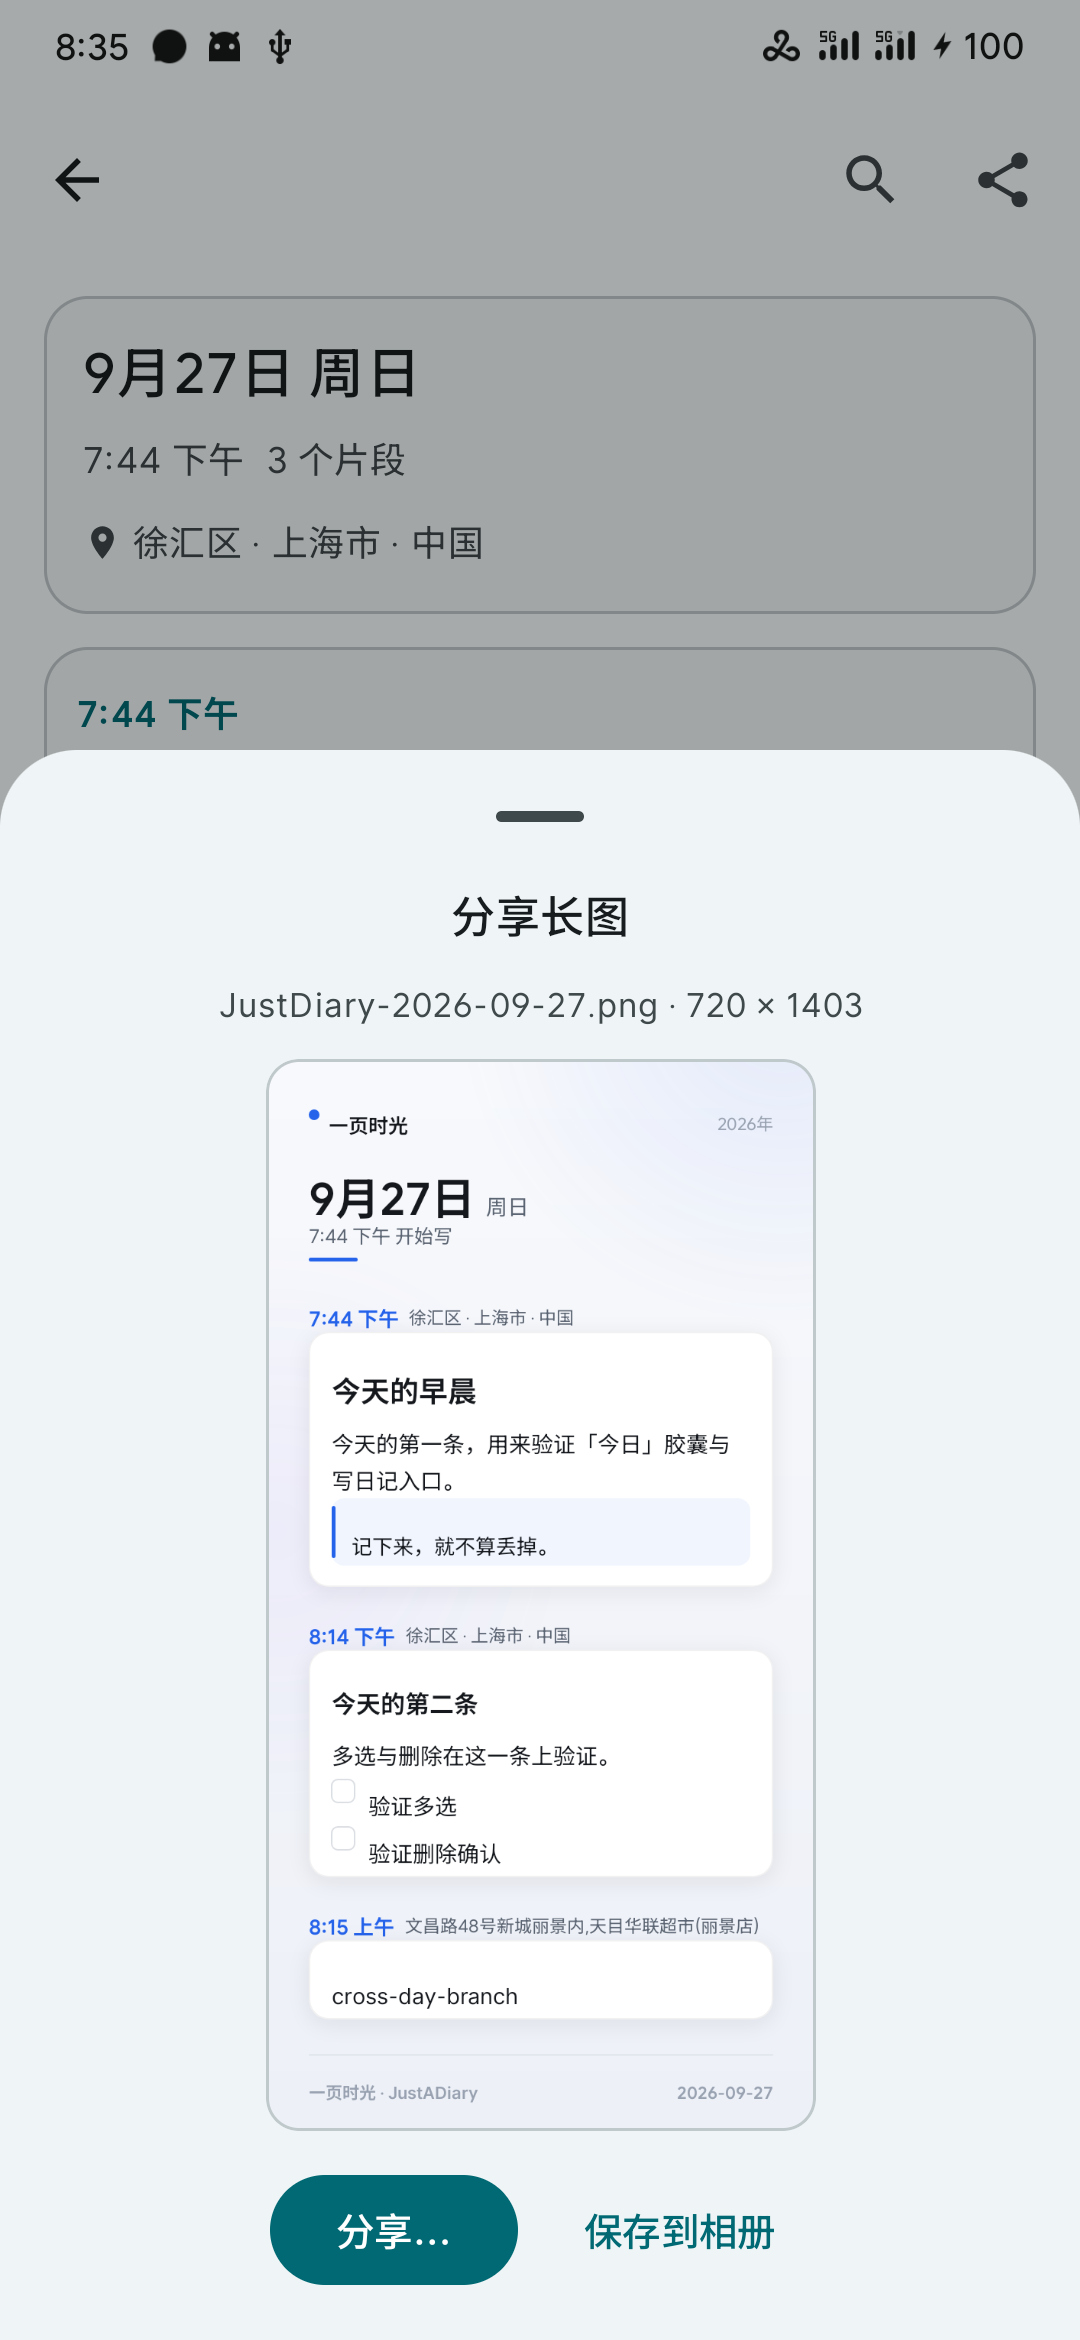 8:35
5G 5G 100
9月27日 周日
7:44 下午 3 个片段
徐汇区 · 上海市 · 中国
7:44 下午
分享长图
JustDiary-2026-09-27.png · 720 × 1403
一页时光
2026年
9月27日 周日
7:44 下午 开始写
7:44 下午 徐汇区 · 上海市 · 中国
今天的早晨
今天的第一条，用来验证「今日」胶囊与
写日记入口。
记下来，就不算丢掉。
8:14 下午 徐汇区 · 上海市 · 中国
今天的第二条
多选与删除在这一条上验证。
验证多选
验证删除确认
8:15 上午 文昌路48号新城丽景内,天目华联超市(丽景店)
cross-day-branch
一页时光 · JustADiary
2026-09-27
分享...
保存到相册